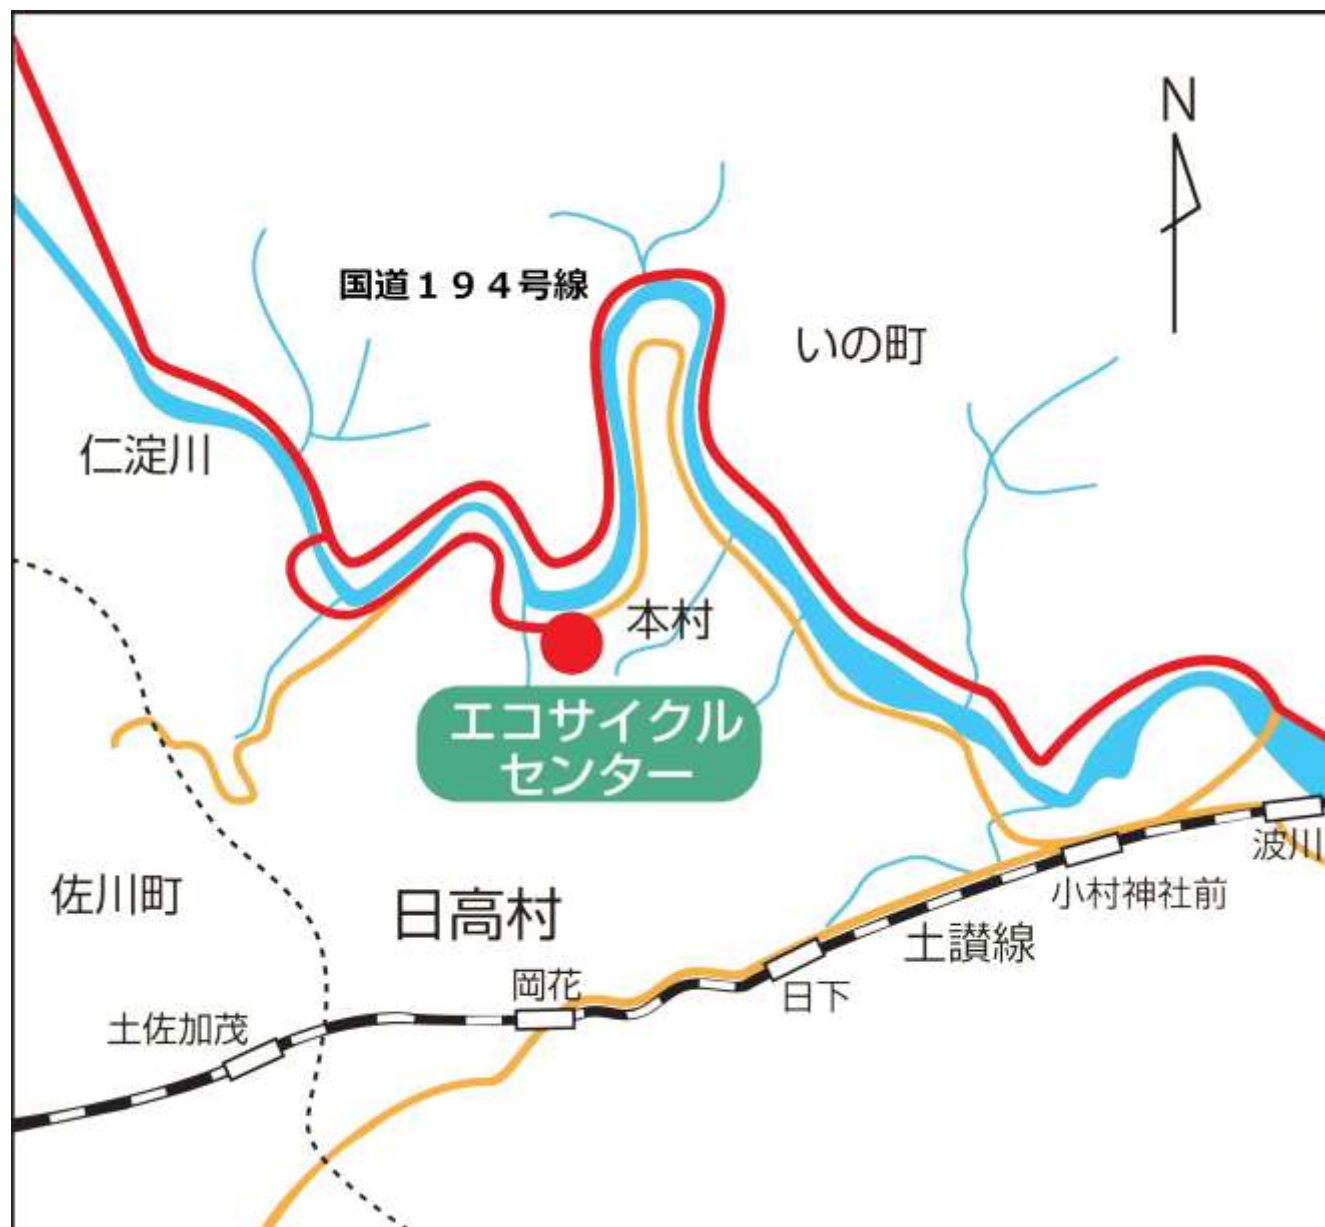 N
国道１９４号線
いの町
仁淀川
本村
エコサイクル
センター
波川
佐川町
小村神社前
日高村
土讃線
岡花
日下
土佐加茂